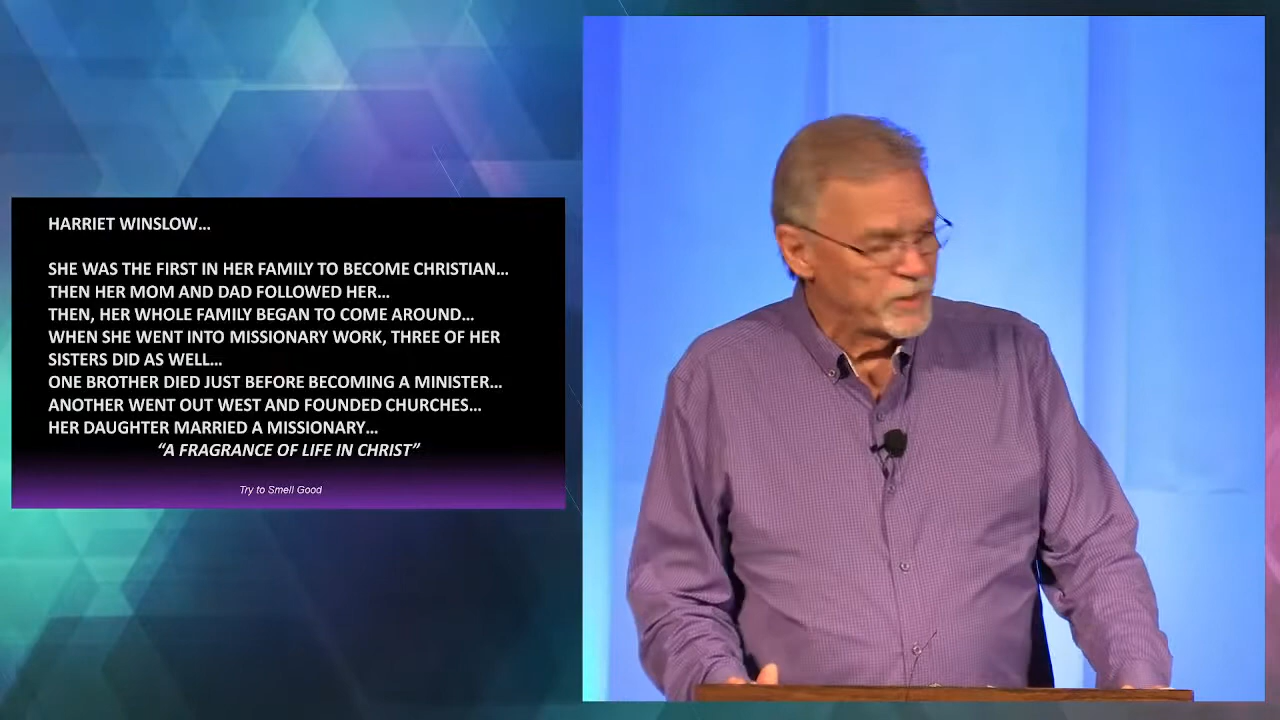 HARRIET WINSLOW...
SHE WAS THE FIRST IN HER FAMILY TO BECOME CHRISTIAN...
THEN HER MOM AND DAD FOLLOWED HER...
THEN, HER WHOLE FAMILY BEGAN TO COME AROUND...
WHEN SHE WENT INTO MISSIONARY WORK, THREE OF HER
SISTERS DID AS WELL...
ONE BROTHER DIED JUST BEFORE BECOMING A MINISTER...
ANOTHER WENT OUT WEST AND FOUNDED CHURCHES...
HER DAUGHTER MARRIED A MISSIONARY...
“A FRAGRANCE OF LIFE IN CHRIST”
Try to Smell Good